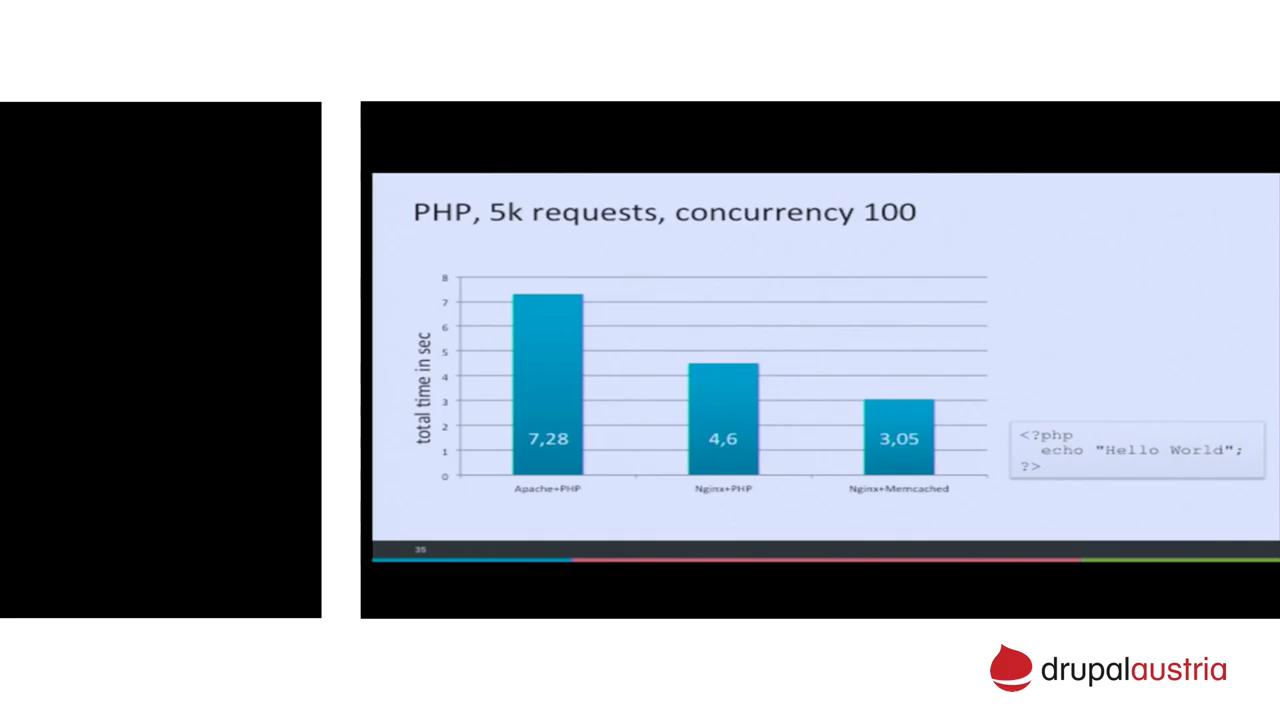 PHP, 5k requests, concurrency 100
total time in sec
8
7
6
5
4
3
2
1
0
7,28
4,6
3,05
Apache+PHP
Nginx+PHP
Nginx+Memcached
<?php
echo "Hello World";
?>
35
drupalaustria